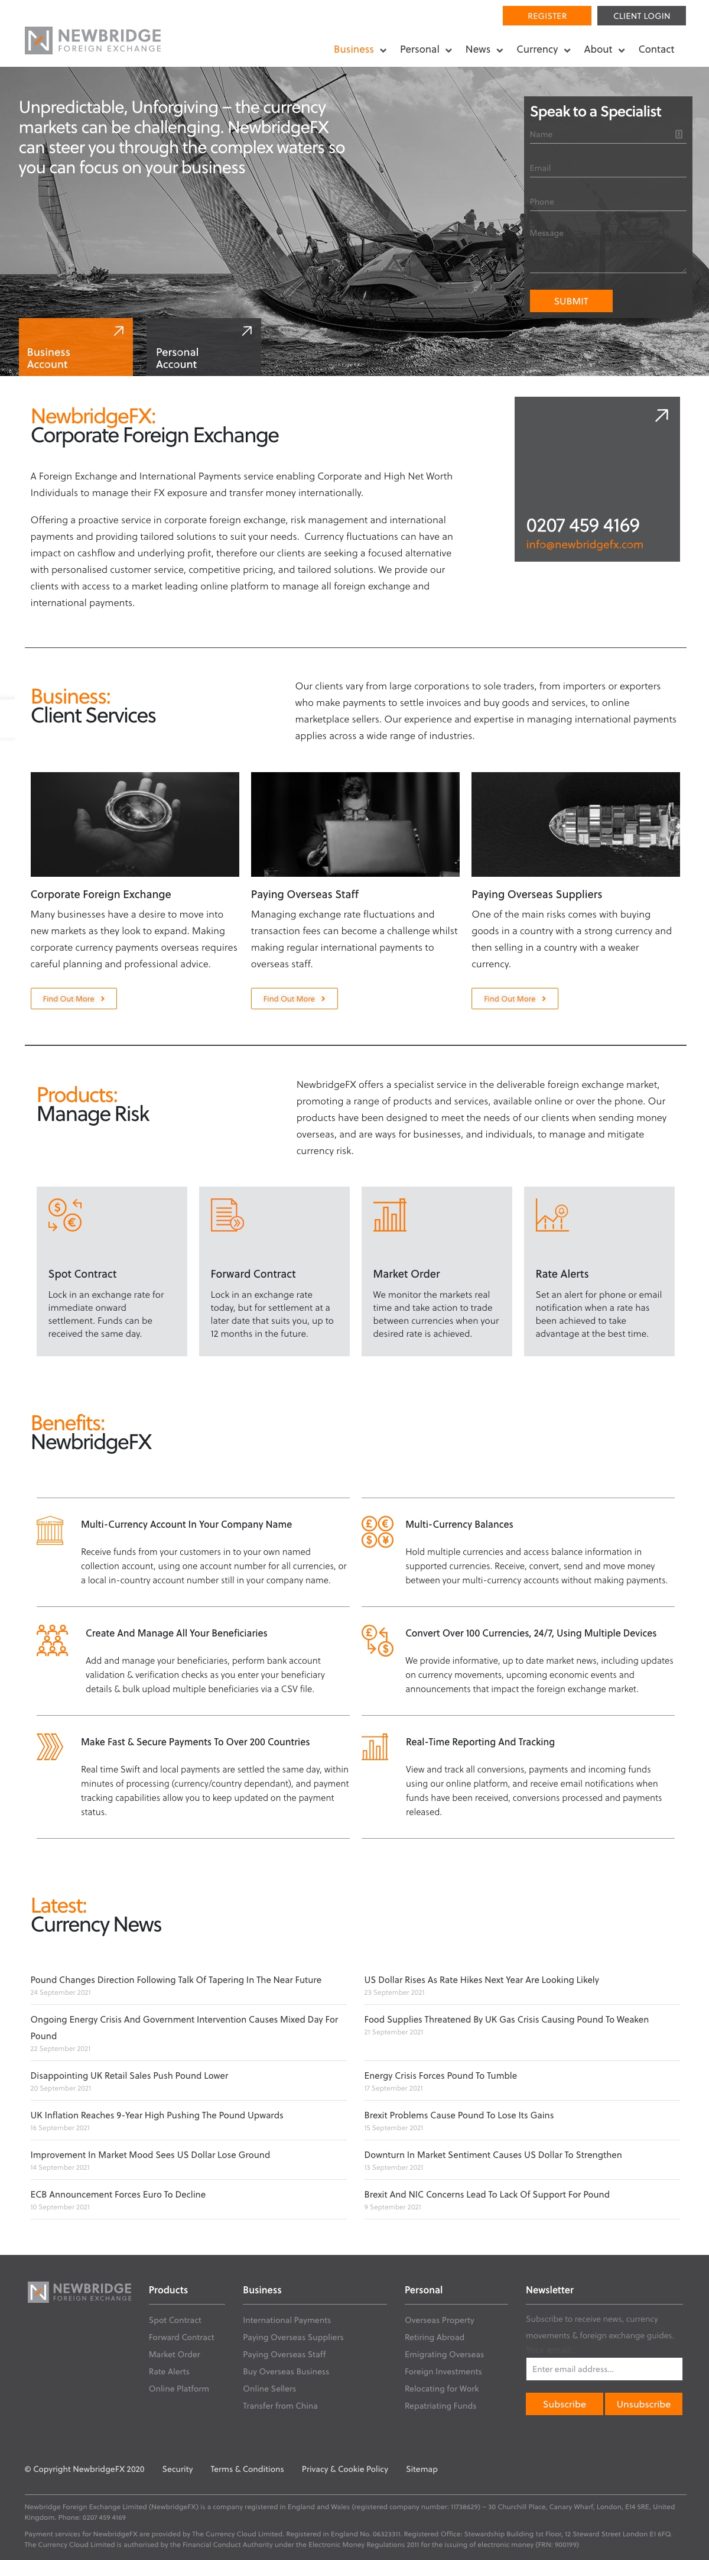 REGISTER
CLIENT LOGIN
NEWBRIDGE
FOREIGN EXCHANGE
Business
Personal
News
Currency
About
Contact
Unpredictable, Unforgiving – the currency
markets can be challenging. NewbridgeFX
can steer you through the complex waters so
you can focus on your business
Speak to a Specialist
Name
Email
Phone
Message
SUBMIT
Business
Account
Personal
Account
NewbridgeFX:
Corporate Foreign Exchange
A Foreign Exchange and International Payments service enabling Corporate and High Net Worth
Individuals to manage their FX exposure and transfer money internationally.
Offering a proactive service in corporate foreign exchange, risk management and international
payments and providing tailored solutions to suit your needs. Currency fluctuations can have an
impact on cashflow and underlying profit, therefore our clients are seeking a focused alternative
with personalised customer service, competitive pricing, and tailored solutions. We provide our
clients with access to a market leading online platform to manage all foreign exchange and
international payments.
0207 459 4169
info@newbridgefx.com
Business:
Client Services
Our clients vary from large corporations to sole traders, from importers or exporters
who make payments to settle invoices and buy goods and services, to online
marketplace sellers. Our experience and expertise in managing international payments
applies across a wide range of industries.
Corporate Foreign Exchange
Many businesses have a desire to move into
new markets as they look to expand. Making
corporate currency payments overseas requires
careful planning and professional advice.
Find Out More
Paying Overseas Staff
Managing exchange rate fluctuations and
transaction fees can become a challenge whilst
making regular international payments to
overseas staff.
Find Out More
Paying Overseas Suppliers
One of the main risks comes with buying
goods in a country with a strong currency and
then selling in a country with a weaker
currency.
Find Out More
Products:
Manage Risk
NewbridgeFX offers a specialist service in the deliverable foreign exchange market,
promoting a range of products and services, available online or over the phone. Our
products have been designed to meet the needs of our clients when sending money
overseas, and are ways for businesses, and individuals, to manage and mitigate
currency risk.
Spot Contract
Lock in an exchange rate for
immediate onward
settlement. Funds can be
received the same day.
Forward Contract
Lock in an exchange rate
today, but for settlement at a
later date that suits you, up to
12 months in the future.
Market Order
We monitor the markets real
time and take action to trade
between currencies when your
desired rate is achieved.
Rate Alerts
Set an alert for phone or email
notification when a rate has
been achieved to take
advantage at the best time.
Benefits:
NewbridgeFX
Multi-Currency Account In Your Company Name
Receive funds from your customers in to your own named
collection account, using one account number for all currencies, or
a local in-country account number still in your company name.
Multi-Currency Balances
Hold multiple currencies and access balance information in
supported currencies. Receive, convert, send and move money
between your multi-currency accounts without making payments.
Create And Manage All Your Beneficiaries
Add and manage your beneficiaries, perform bank account
validation & verification checks as you enter your beneficiary
details & bulk upload multiple beneficiaries via a CSV file.
Convert Over 100 Currencies, 24/7, Using Multiple Devices
We provide informative, up to date market news, including updates
on currency movements, upcoming economic events and
announcements that impact the foreign exchange market.
Make Fast & Secure Payments To Over 200 Countries
Real time Swift and local payments are settled the same day, within
minutes of processing (currency/country dependant), and payment
tracking capabilities allow you to keep updated on the payment
status.
Real-Time Reporting And Tracking
View and track all conversions, payments and incoming funds
using our online platform, and receive email notifications when
funds have been received, conversions processed and payments
released.
Latest:
Currency News
Pound Changes Direction Following Talk Of Tapering In The Near Future
24 September 2021
US Dollar Rises As Rate Hikes Next Year Are Looking Likely
23 September 2021
Ongoing Energy Crisis And Government Intervention Causes Mixed Day For
Pound
22 September 2021
Food Supplies Threatened By UK Gas Crisis Causing Pound To Weaken
21 September 2021
Disappointing UK Retail Sales Push Pound Lower
20 September 2021
Energy Crisis Forces Pound To Tumble
17 September 2021
UK Inflation Reaches 9-Year High Pushing The Pound Upwards
16 September 2021
Brexit Problems Cause Pound To Lose Its Gains
15 September 2021
Improvement In Market Mood Sees US Dollar Lose Ground
14 September 2021
Downturn In Market Sentiment Causes US Dollar To Strengthen
13 September 2021
ECB Announcement Forces Euro To Decline
10 September 2021
Brexit And NIC Concerns Lead To Lack Of Support For Pound
9 September 2021
NEWBRIDGE
FOREIGN EXCHANGE
Products
Spot Contract
Forward Contract
Market Order
Rate Alerts
Online Platform
Business
International Payments
Paying Overseas Suppliers
Paying Overseas Staff
Buy Overseas Business
Online Sellers
Transfer from China
Personal
Overseas Property
Retiring Abroad
Emigrating Overseas
Foreign Investments
Relocating for Work
Repatriating Funds
Newsletter
Subscribe to receive news, currency
movements & foreign exchange guides.
Enter email address...
Subscribe
Unsubscribe
© Copyright NewbridgeFX 2020
Security
Terms & Conditions
Privacy & Cookie Policy
Sitemap
Newbridge Foreign Exchange Limited (NewbridgeFX) is a company registered in England and Wales (registered company number: 11738629) – 30 Churchill Place, Canary Wharf, London, E14 5RE, United
Kingdom. Phone: 0207 459 4169
Payment services for NewbridgeFX are provided by The Currency Cloud Limited. Registered in England No. 06323311. Registered Office: Stewardship Building 1st Floor, 12 Steward Street London E1 6FQ.
The Currency Cloud Limited is authorised by the Financial Conduct Authority under the Electronic Money Regulations 2011 for the issuing of electronic money (FRN: 900199)